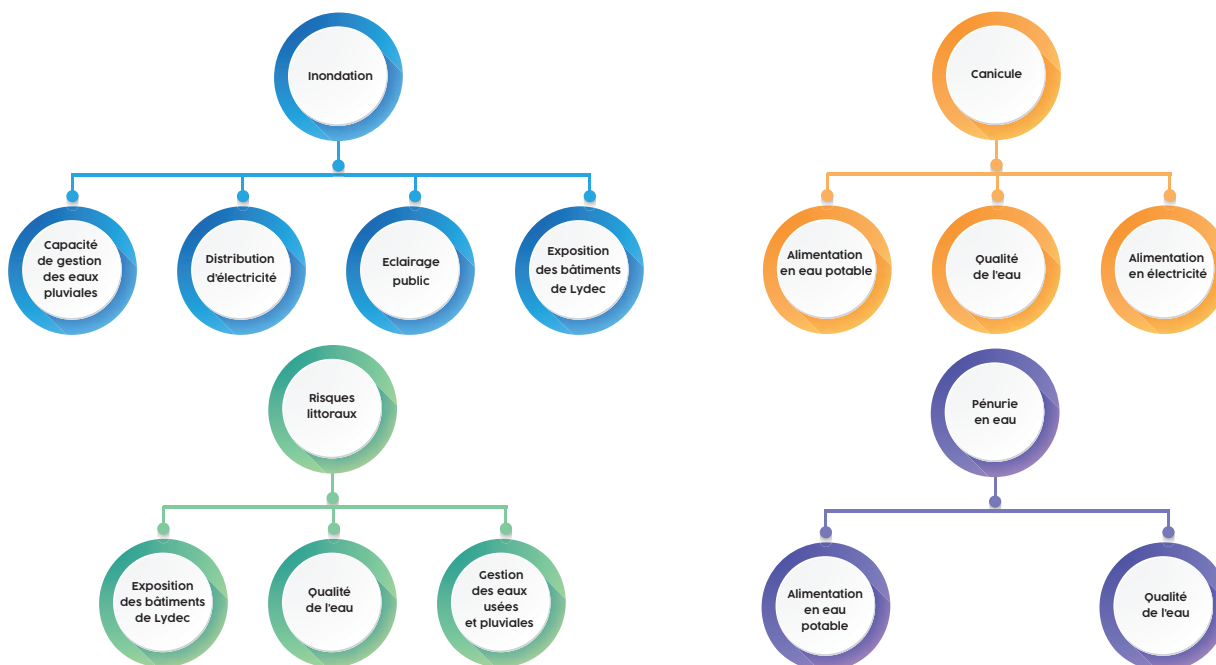 Inondation
Capacité
de gestion
des eaux
pluviales
Distribution
d'électricité
Eclairage
public
Exposition
des bâtiments
de Lydec
Canicule
Alimentation
en eau potable
Qualité
de l'eau
Alimentation
en électricité
Risques
littoraux
Exposition
des bâtiments
de Lydec
Qualité
de l'eau
Gestion
des eaux
usées
et pluviales
Pénurie
en eau
Alimentation
en eau
potable
Qualité
de l'eau